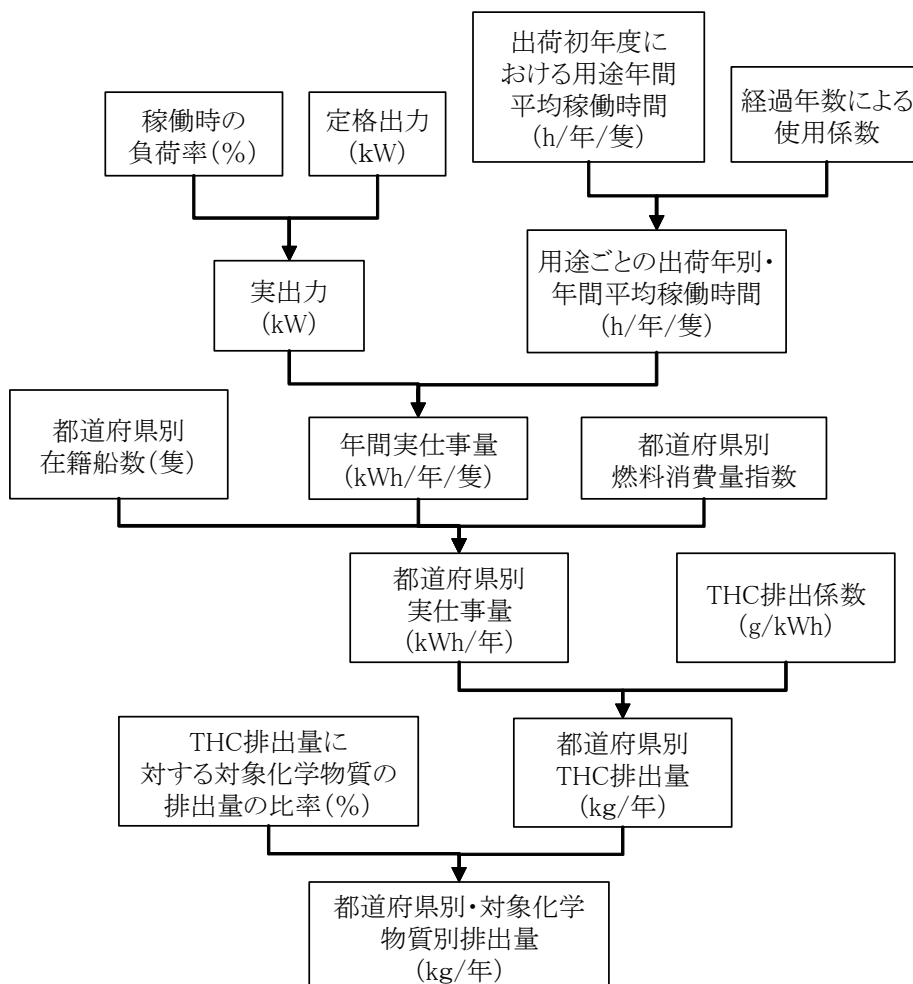 稼働時の
負荷率(%)
定格出力
(kW)
出荷初年度に
おける用途年間
平均稼働時間
(h/年/隻)
経過年数による
使用係数
実出力
(kW)
用途ごとの出荷年別・
年間平均稼働時間
(h/年/隻)
都道府県別
在籍船数(隻)
年間実仕事量
(kWh/年/隻)
都道府県別
燃料消費量指数
都道府県別
実仕事量
(kWh/年)
THC排出係数
(g/kWh)
THC排出量に
対する対象化学物質の
排出量の比率(%)
都道府県別
THC排出量
(kg/年)
都道府県別・対象化学
物質別排出量
(kg/年)